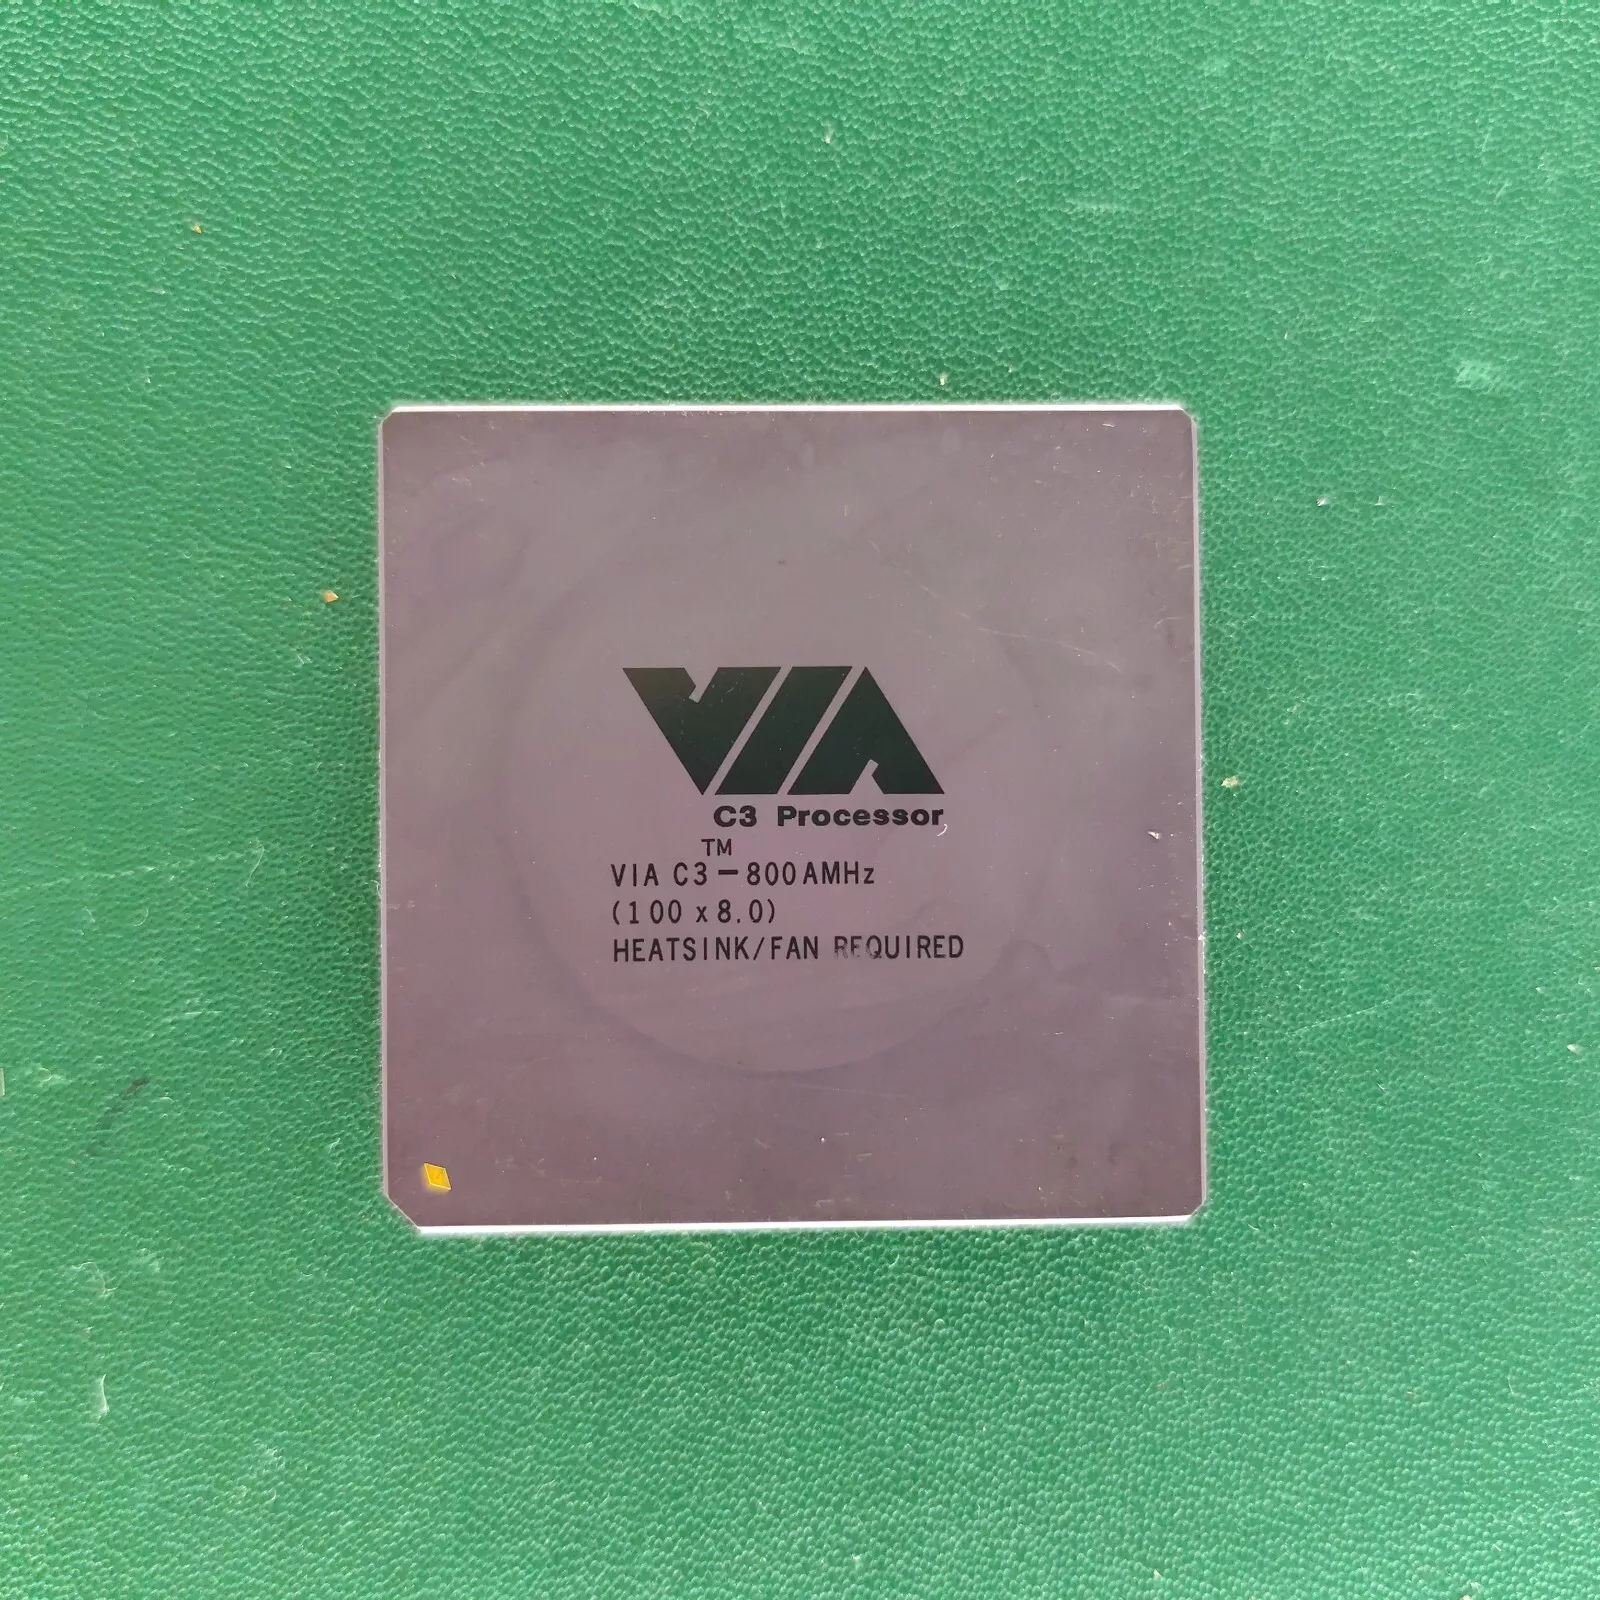 VIA
C3 Processor
TM
VIA C3-800AMHz
(100 x 8.0)
HEATSINK/FAN REQUIRED